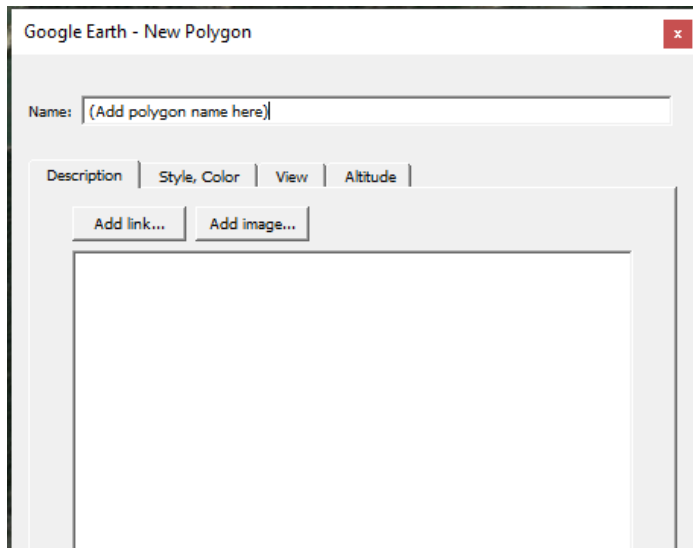 Google Earth - New Polygon
x
Name: (Add polygon name here)
Description Style, Color View Altitude
Add link... Add image...